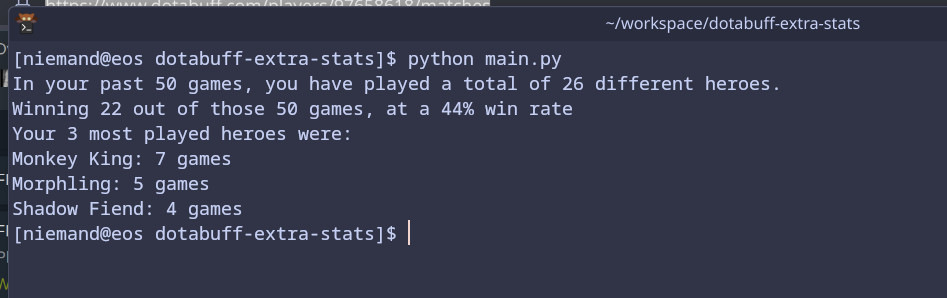 https://www.dotabuff.com/players/97658618/matches
~/workspace/dotabuff-extra-stats
[niemand@eos dotabuff-extra-stats]$ python main.py
In your past 50 games, you have played a total of 26 different heroes.
Winning 22 out of those 50 games, at a 44% win rate
Your 3 most played heroes were:
Monkey King: 7 games
Morphling: 5 games
Shadow Fiend: 4 games
[niemand@eos dotabuff-extra-stats]$